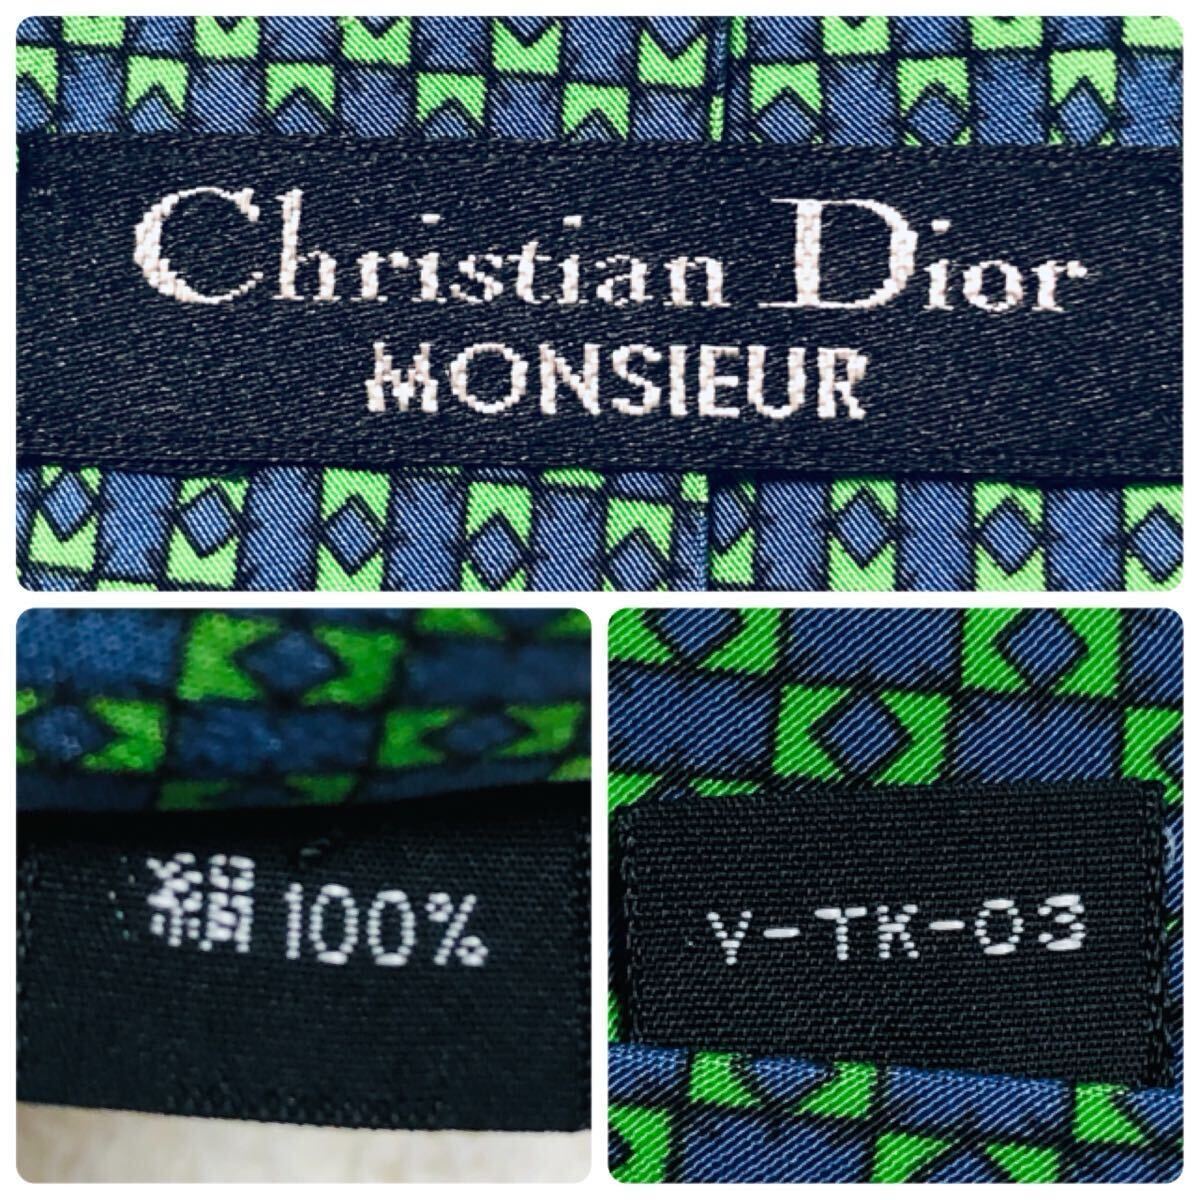 Christian Dior
MONSIEUR
絹100%
Y-TK-03